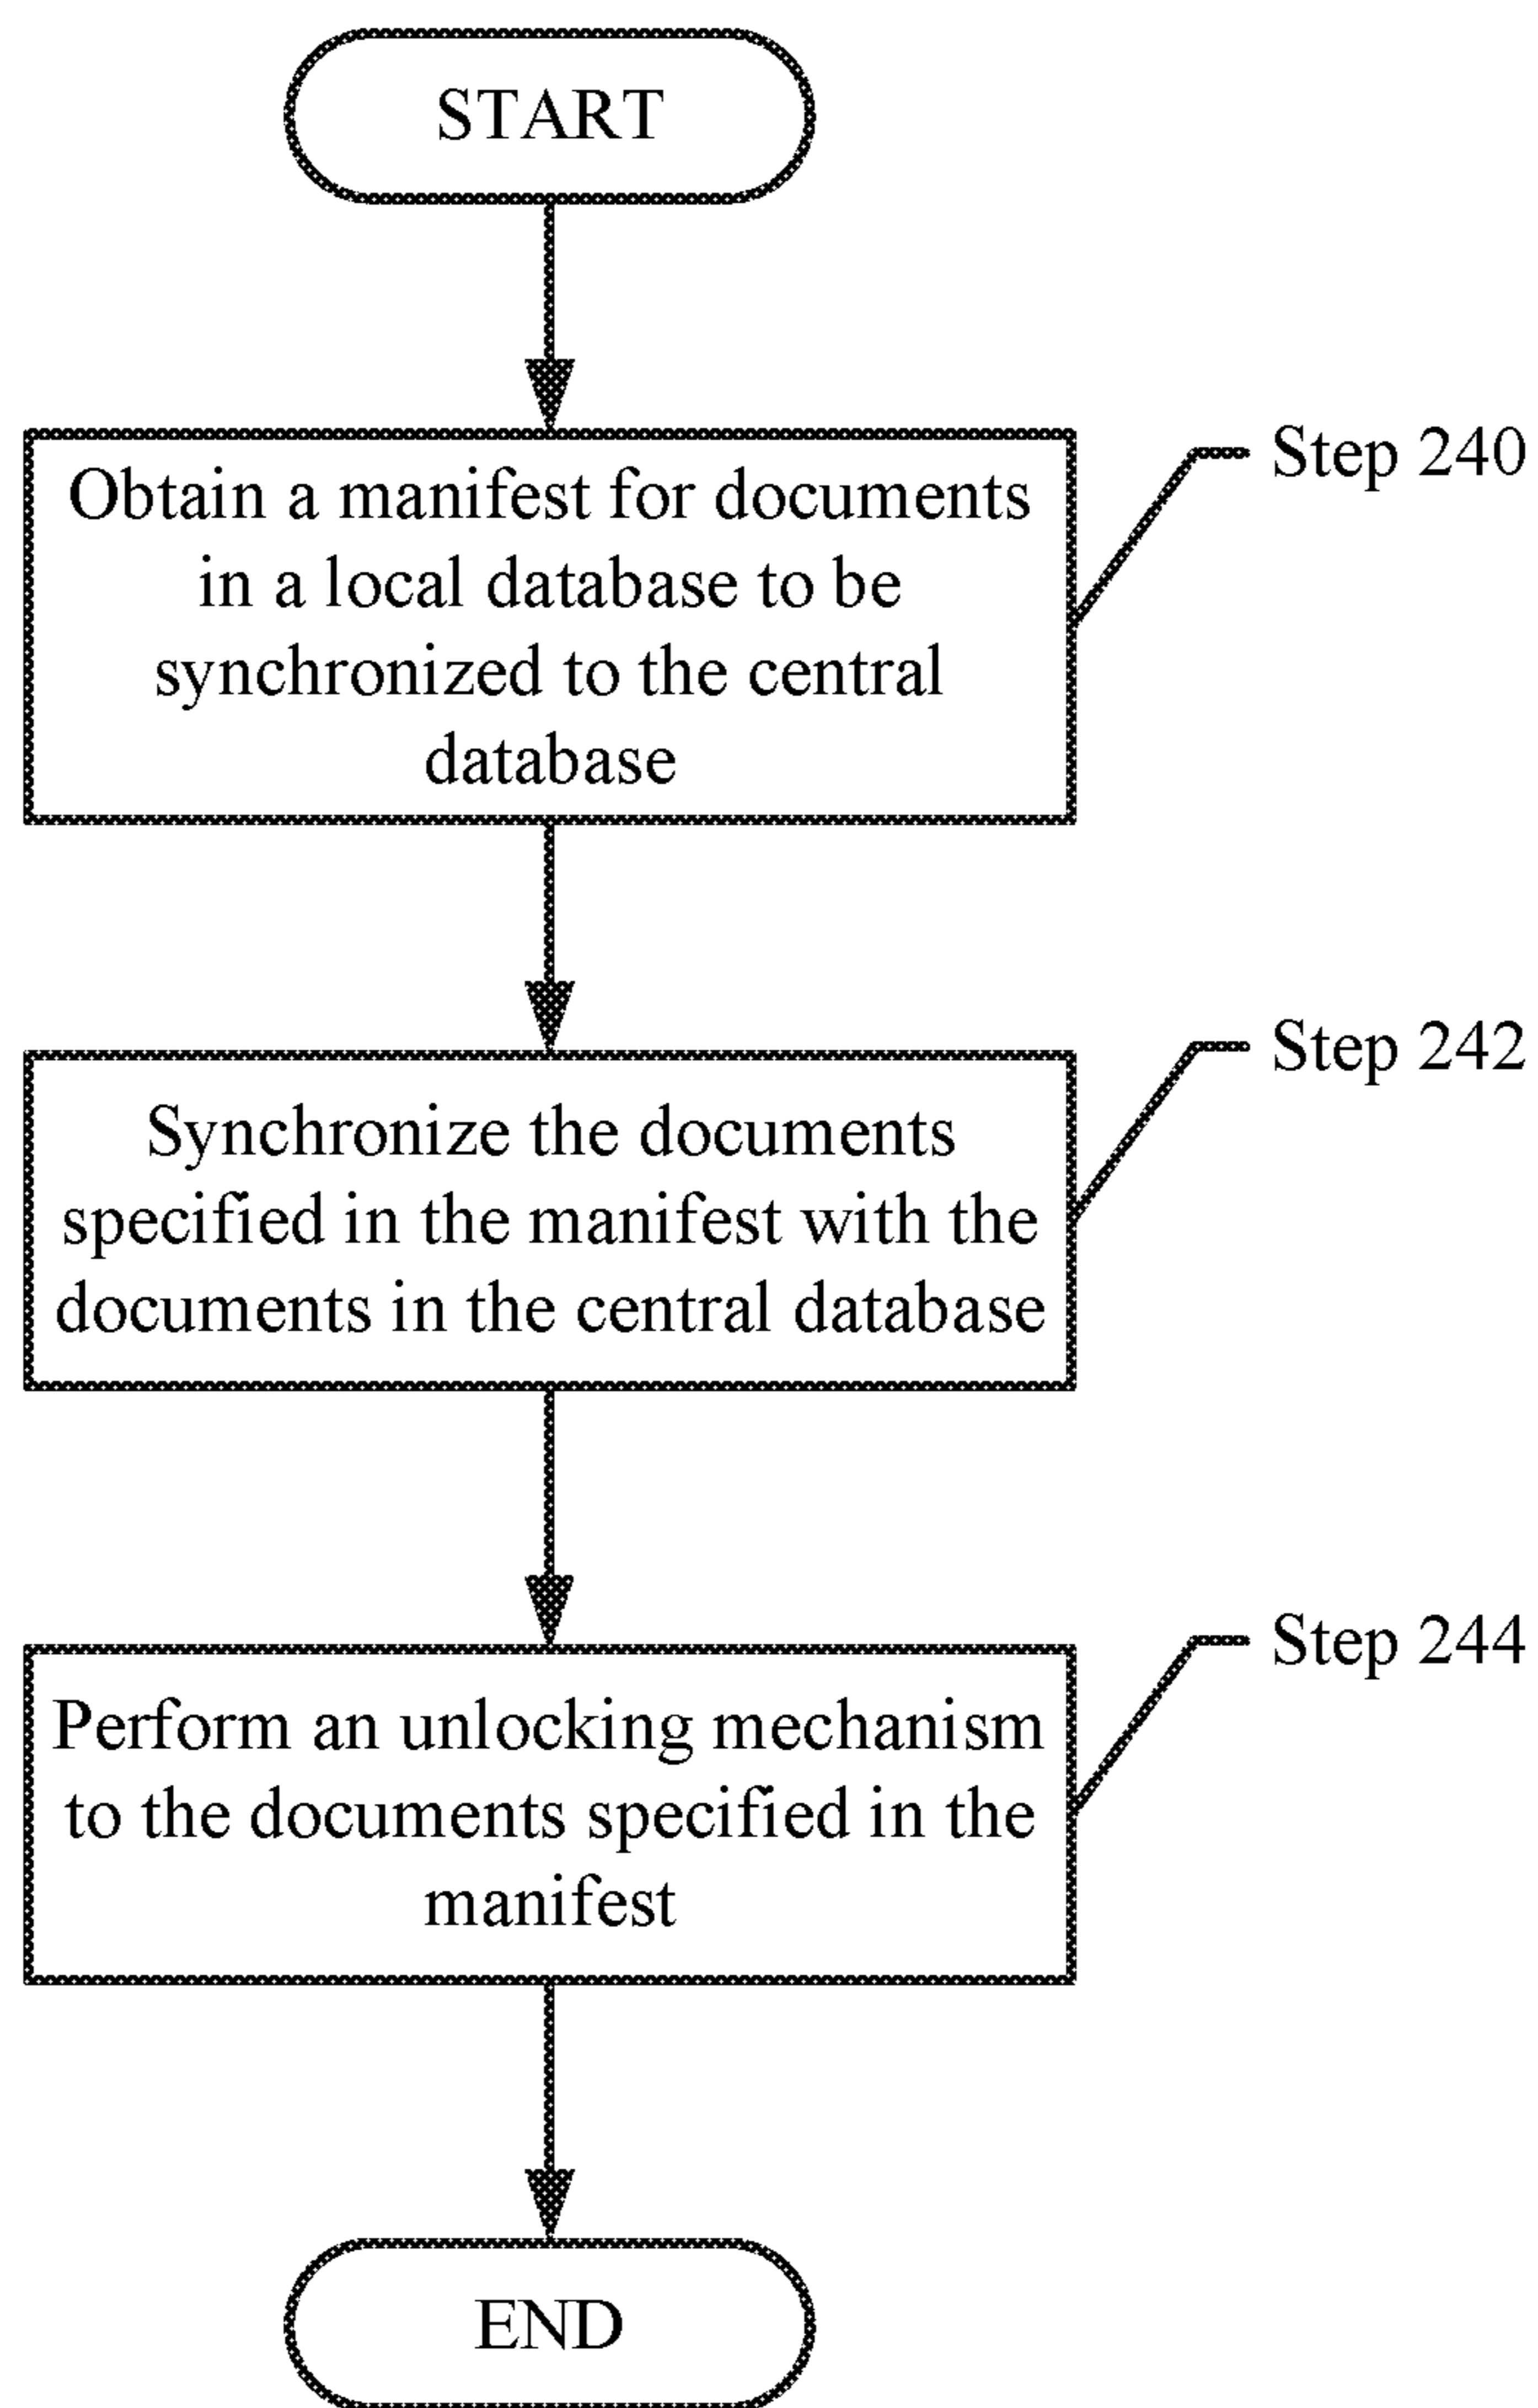 START
Obtain a manifest for documents
in a local database to be
synchronized to the central
database
Step 240
Synchronize the documents
specified in the manifest with the
documents in the central database
Step 242
Perform an unlocking mechanism
to the documents specified in the
manifest
Step 244
END